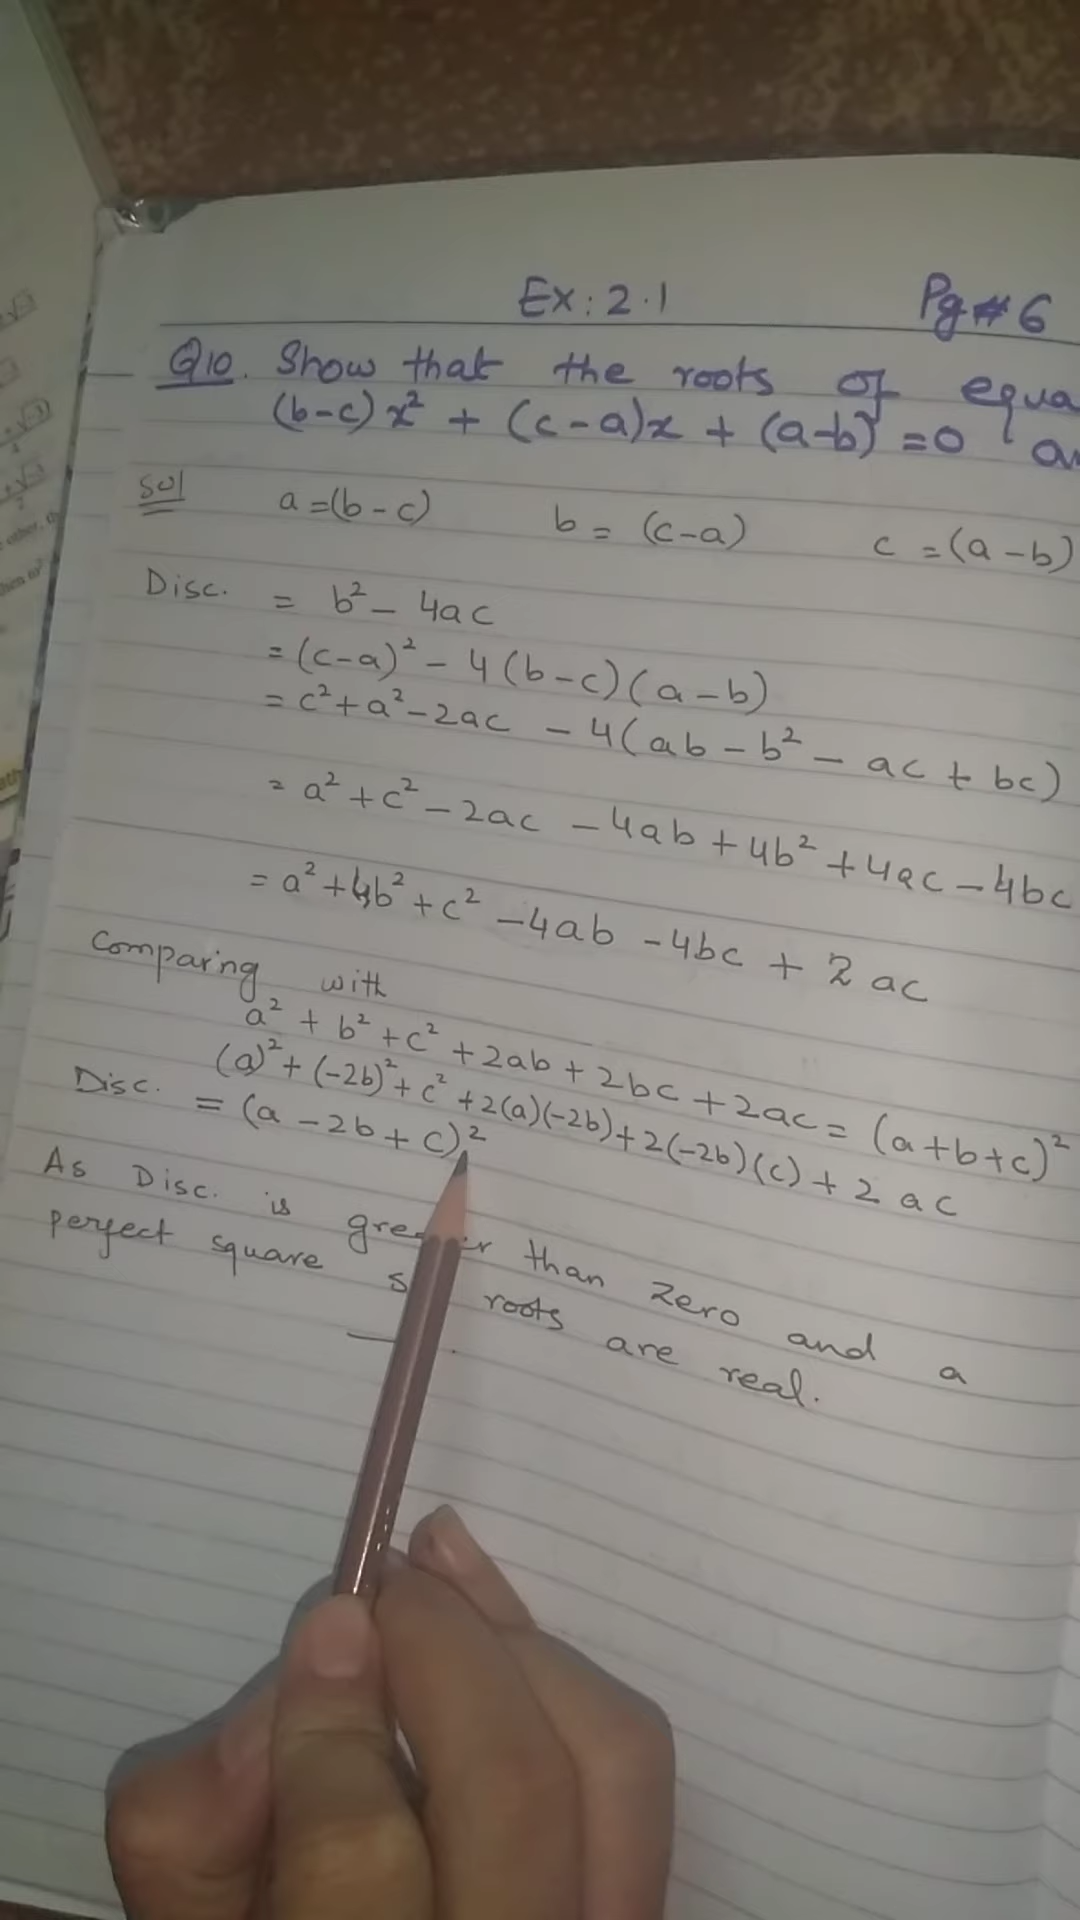 Ex: 2.1 Pg # 6
Q10. Show that the roots of equa
(b-c)x² + (c-a)x + (a-b) = 0
Sol a = (b-c) b = (c-a) c = (a-b)
Disc. = b² - 4ac
= (c-a)² - 4(b-c)(a-b)
= c² + a² - 2ac - 4(ab - b² - ac + bc)
= a² + c² - 2ac - 4ab + 4b² + 4ac - 4bc
= a² + 4b² + c² - 4ab - 4bc + 2ac
Comparing with
a² + b² + c² + 2ab + 2bc + 2ac = (a+b+c)²
(a)² + (-2b)² + c² + 2(a)(-2b) + 2(-2b)(c) + 2ac
Disc. = (a - 2b + c)²
As Disc. is than zero and a
perfect square roots are real.